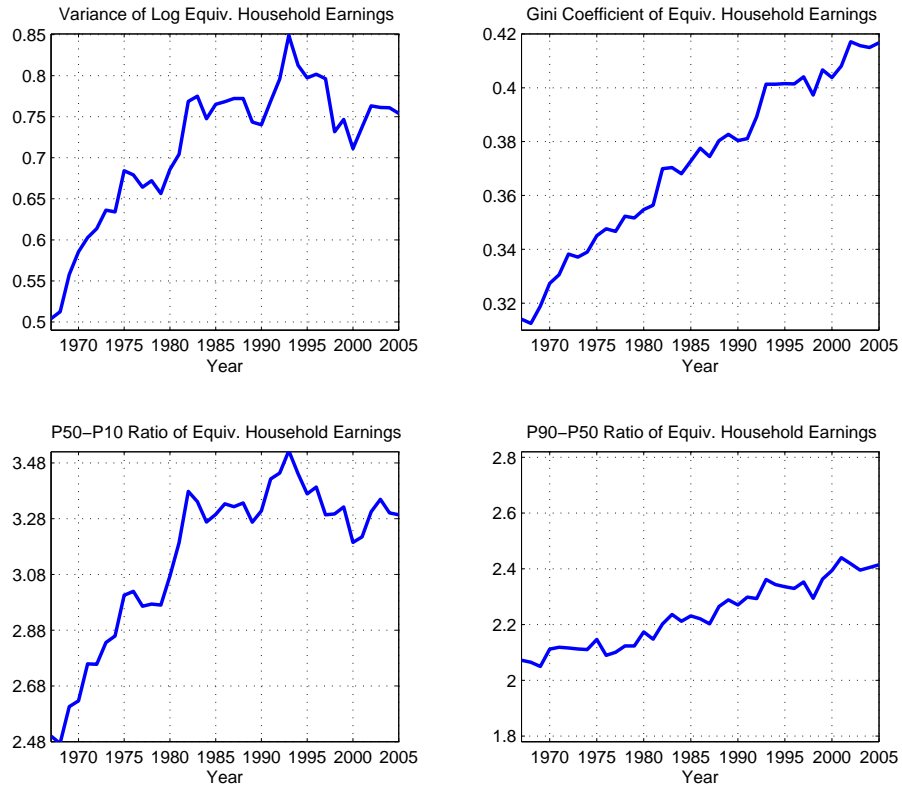 Variance of Log Equiv. Household Earnings
0.85
0.8
0.75
0.7
0.65
0.6
0.55
0.5
1970 1975 1980 1985 1990 1995 2000 2005
Year
Gini Coefficient of Equiv. Household Earnings
0.42
0.4
0.38
0.36
0.34
0.32
1970 1975 1980 1985 1990 1995 2000 2005
Year
P50−P10 Ratio of Equiv. Household Earnings
3.48
3.28
3.08
2.88
2.68
2.48
1970 1975 1980 1985 1990 1995 2000 2005
Year
P90−P50 Ratio of Equiv. Household Earnings
2.8
2.6
2.4
2.2
2
1.8
1970 1975 1980 1985 1990 1995 2000 2005
Year